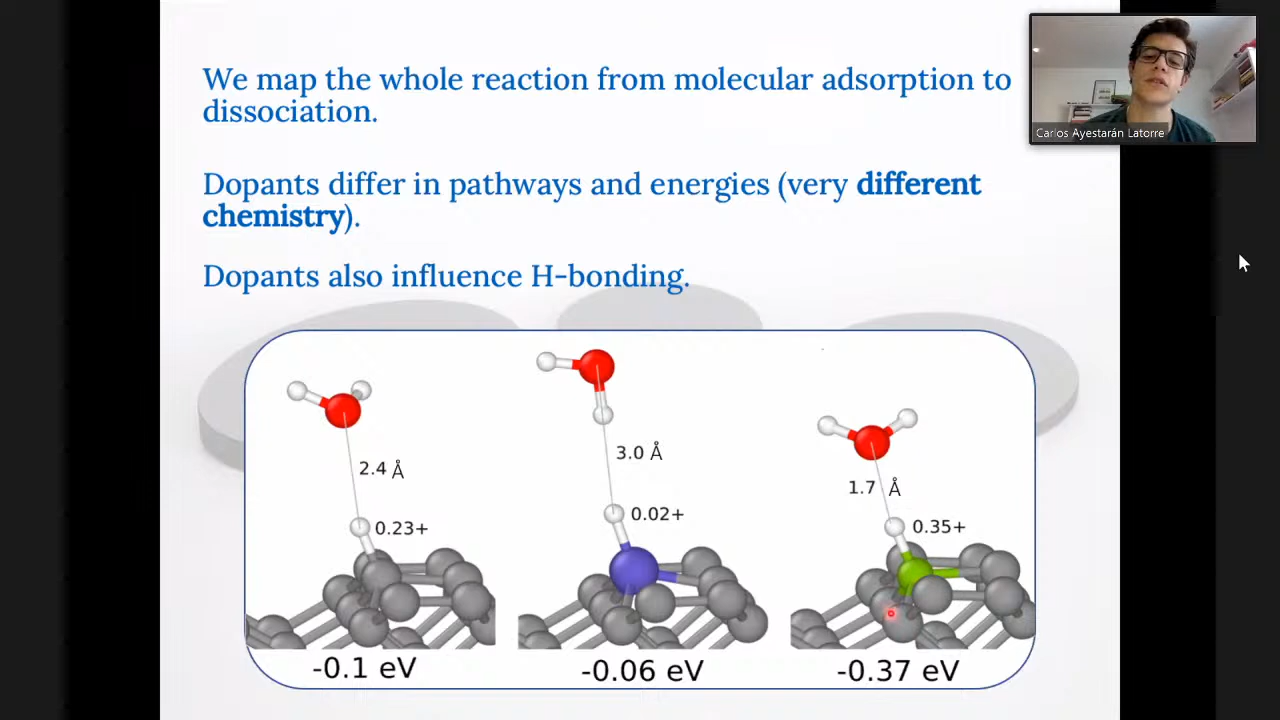 We map the whole reaction from molecular adsorption to
dissociation.
Dopants differ in pathways and energies (very different
chemistry).
Dopants also influence H-bonding.
Carlos Ayestarán Latorre
2.4 Å
0.23+
-0.1 eV
3.0 Å
0.02+
-0.06 eV
1.7 Å
0.35+
-0.37 eV